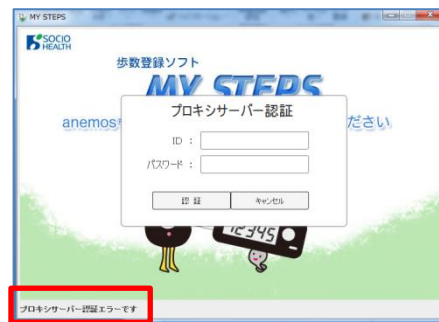 MY STEPS
SOCIO
HEALTH
歩数登録ソフト
MY STEPS
anemos
ださい
プロキシサーバー認証
ID :
パスワード :
認 証
キャンセル
12345
プロキシサーバー認証エラーです